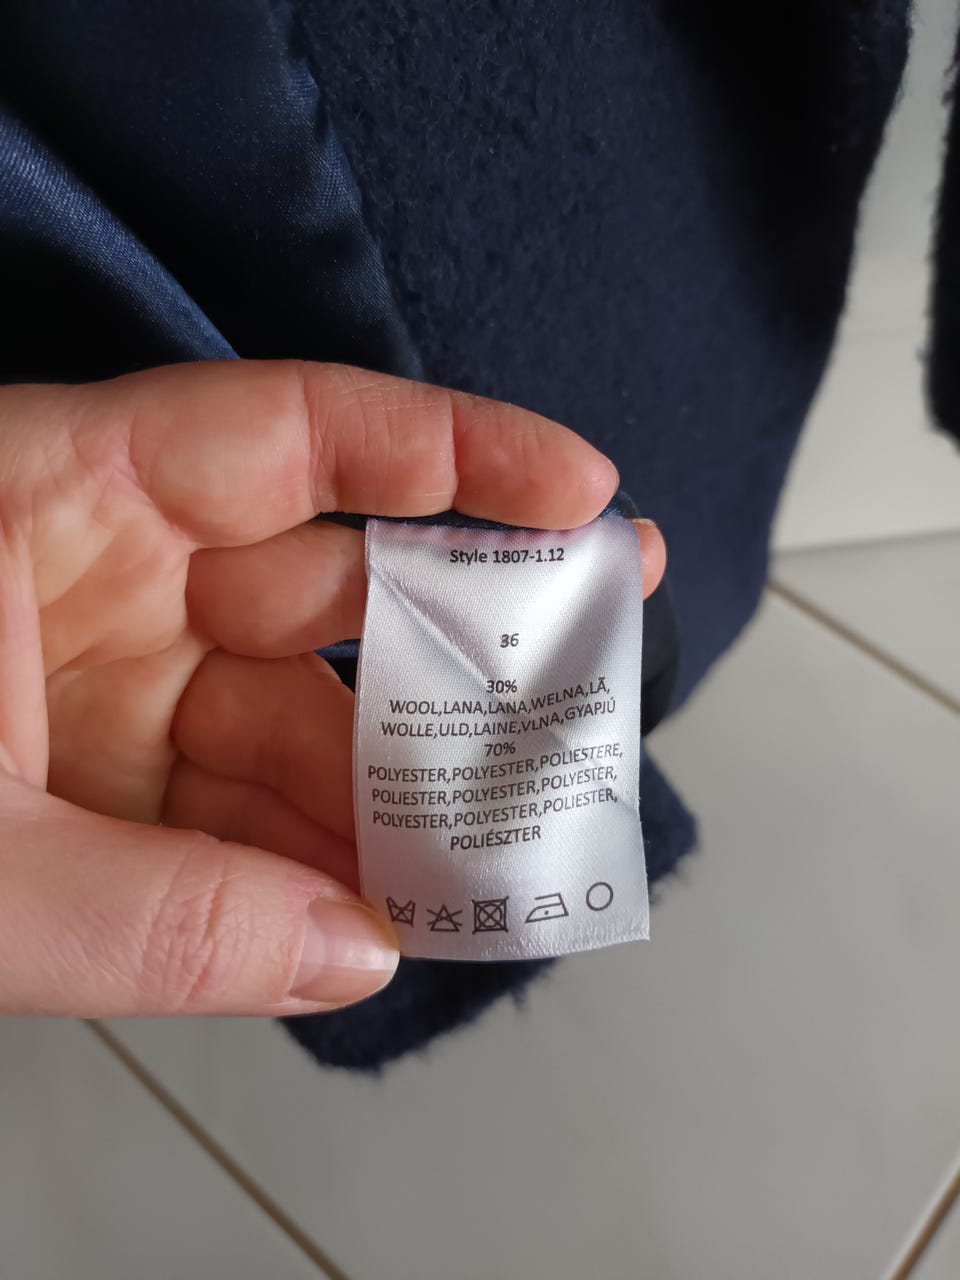 Style 1807-1.12
36
30%
WOOL,LANA,LANA,WEŁNA,LÃ,
WOLLE,ULD,LAINE,VLNA,GYAPJÚ
70%
POLYESTER,POLYESTER,POLIESTERE,
POLIESTER,POLYESTER,POLYESTER,
POLYESTER,POLYESTER,POLIESTER,
POLIÉSZTER